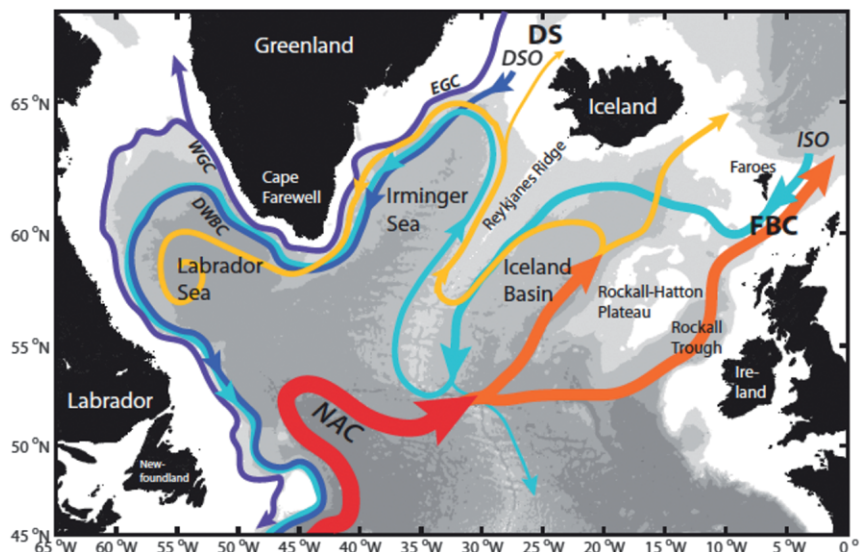 Greenland
DS
DSO
EGC
Iceland
65 °N
WGC
Cape
Farewell
Irminger
Sea
Reykjanes Ridge
Faroes
ISO
FBC
60 °N
DWBC
Labrador
Sea
Iceland
Basin
Rockall-Hatton
Plateau
Rockall
Trough
55 °N
Ire-
land
Labrador
NAC
50 °N
New-
foundland
45 °N
65 °W 60 °W 55 °W 50 °W 45 °W 40 °W 35 °W 30 °W 25 °W 20 °W 15 °W 10 °W 5 °W 0 °